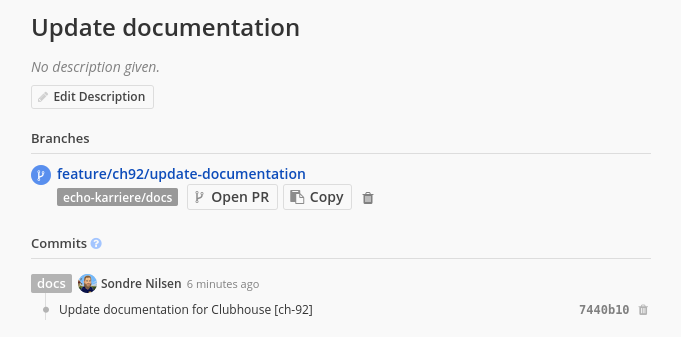 Update documentation
No description given.
Edit Description
Branches
feature/ch92/update-documentation
echo-karriere/docs Open PR Copy
Commits ?
docs Sondre Nilsen 6 minutes ago
Update documentation for Clubhouse [ch-92] 7440b10